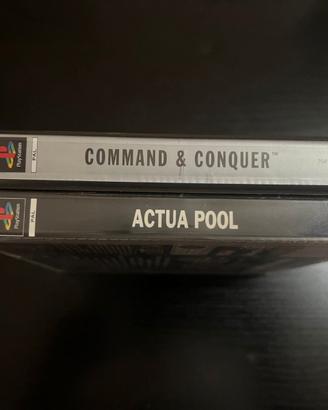 PlayStation PAL COMMAND & CONQUER™
PlayStation PAL ACTUA POOL